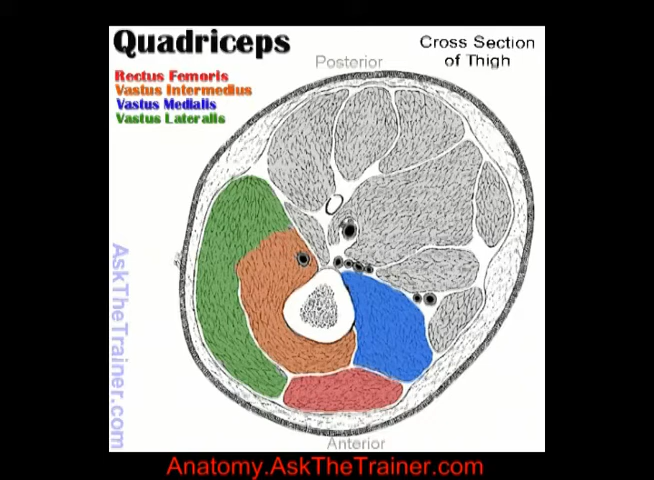 Quadriceps
Rectus Femoris
Vastus Intermedius
Vastus Medialis
Vastus Lateralis
Posterior
Cross Section
of Thigh
AskTheTrainer.com
Anterior
Anatomy.AskTheTrainer.com